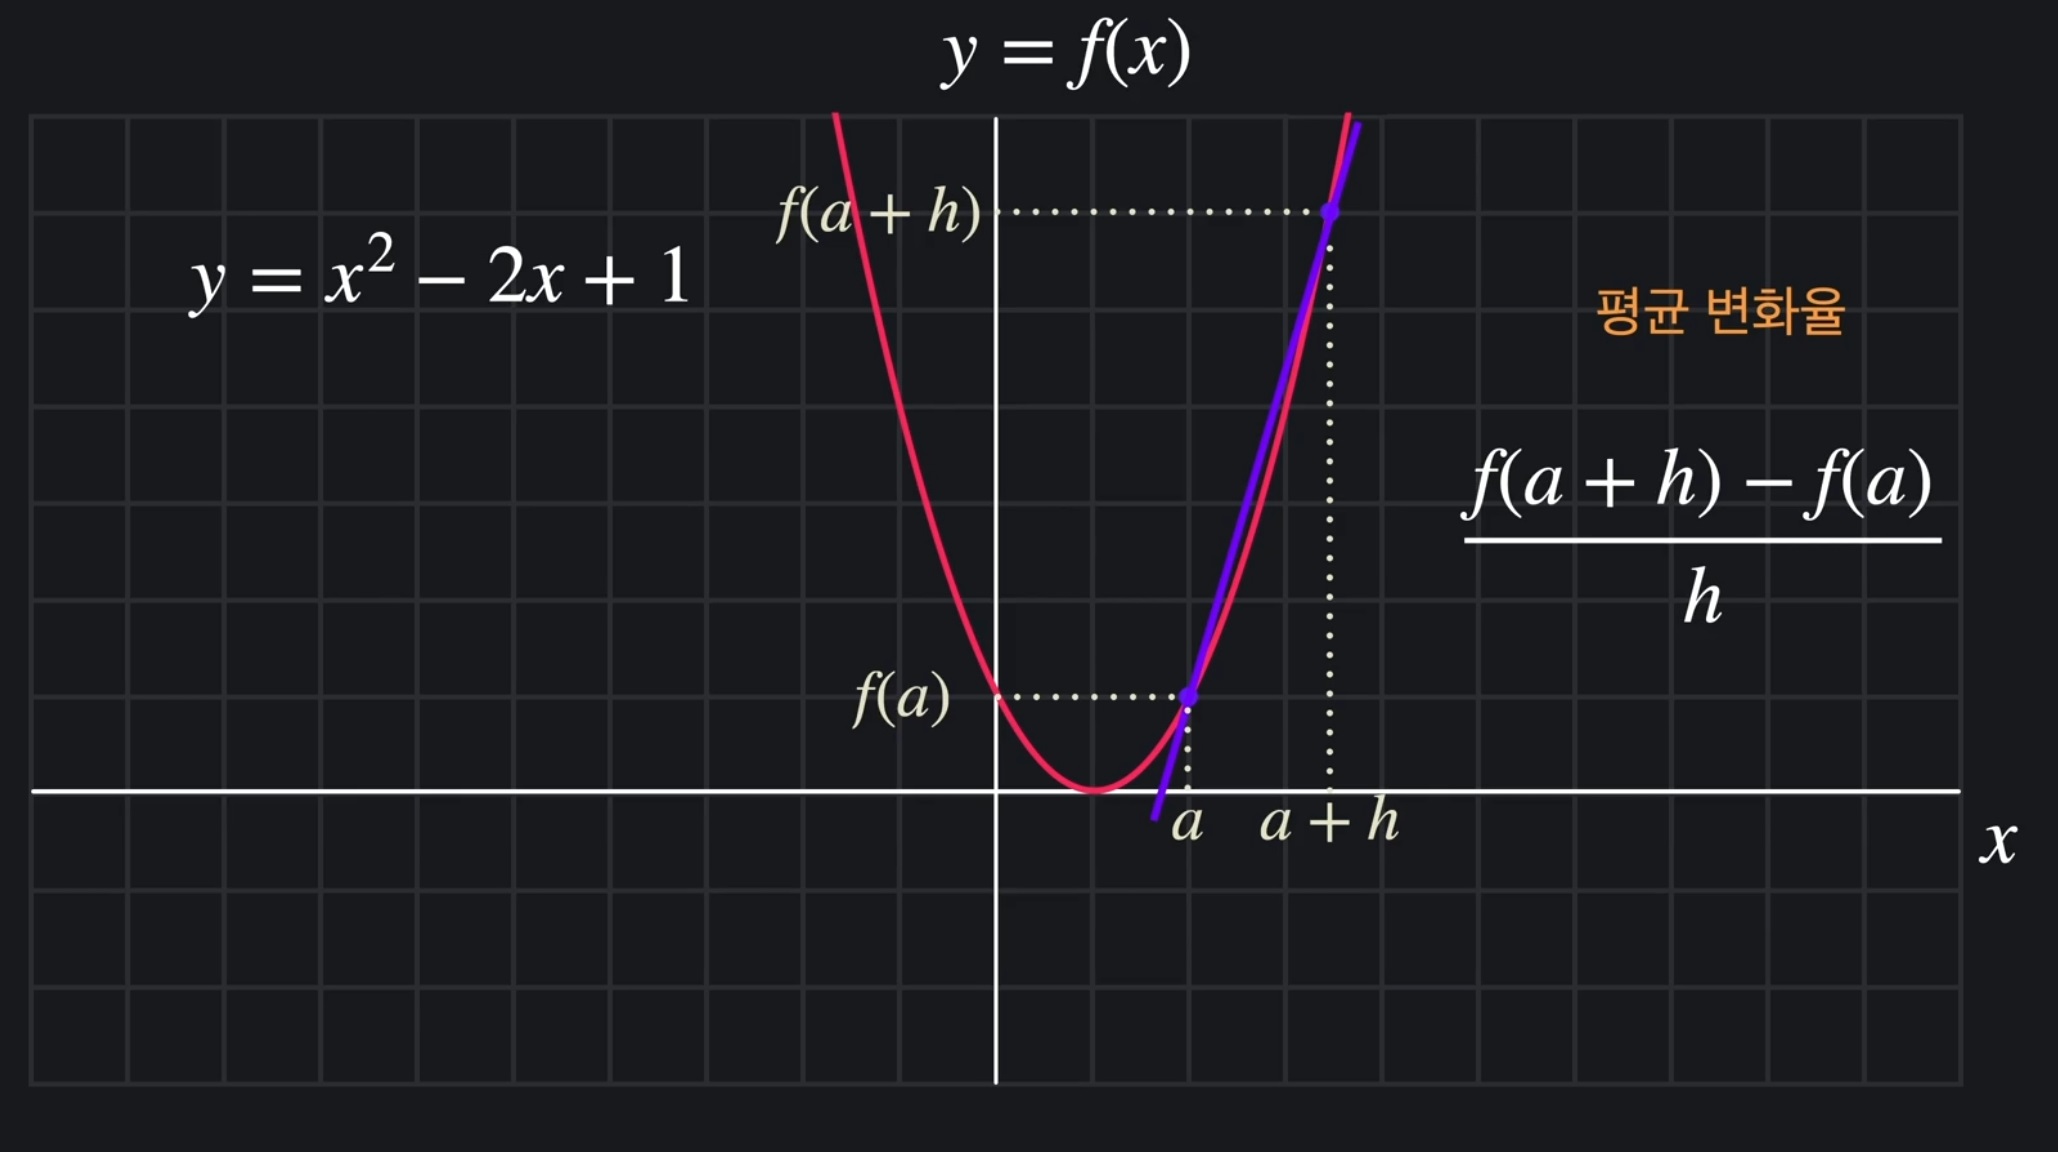 y = f(x)
f(a + h)
y = x² − 2x + 1
평균 변화율
f(a + h) − f(a)
h
f(a)
a
a + h
x